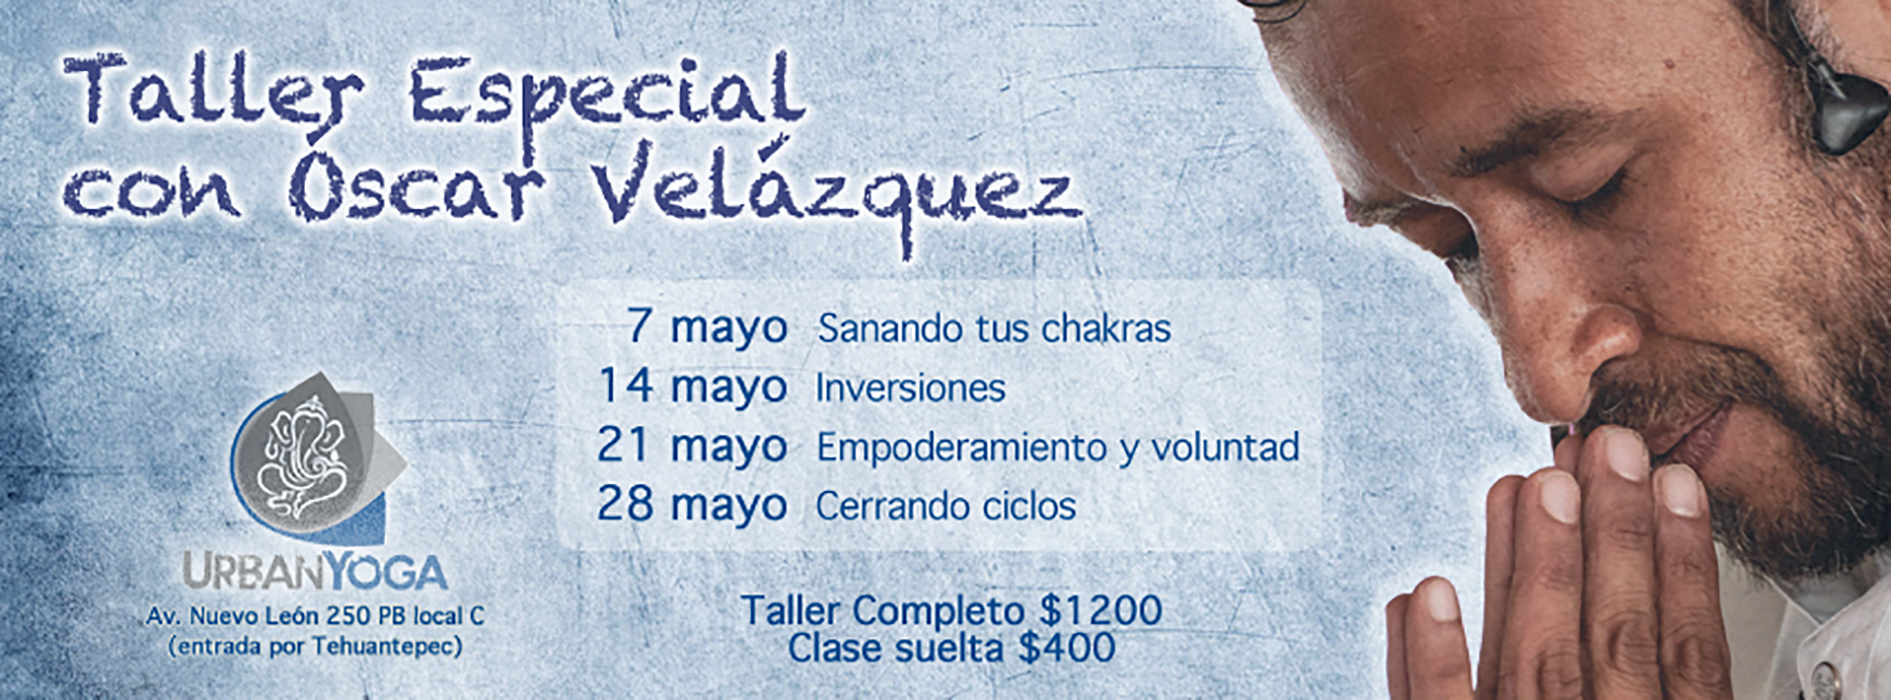 Taller Especial
con Óscar Velázquez
7 mayo Sanando tus chakras
14 mayo Inversiones
21 mayo Empoderamiento y voluntad
28 mayo Cerrando ciclos
URBANYOGA
Av. Nuevo León 250 PB local C
(entrada por Tehuantepec)
Taller Completo $1200
Clase suelta $400